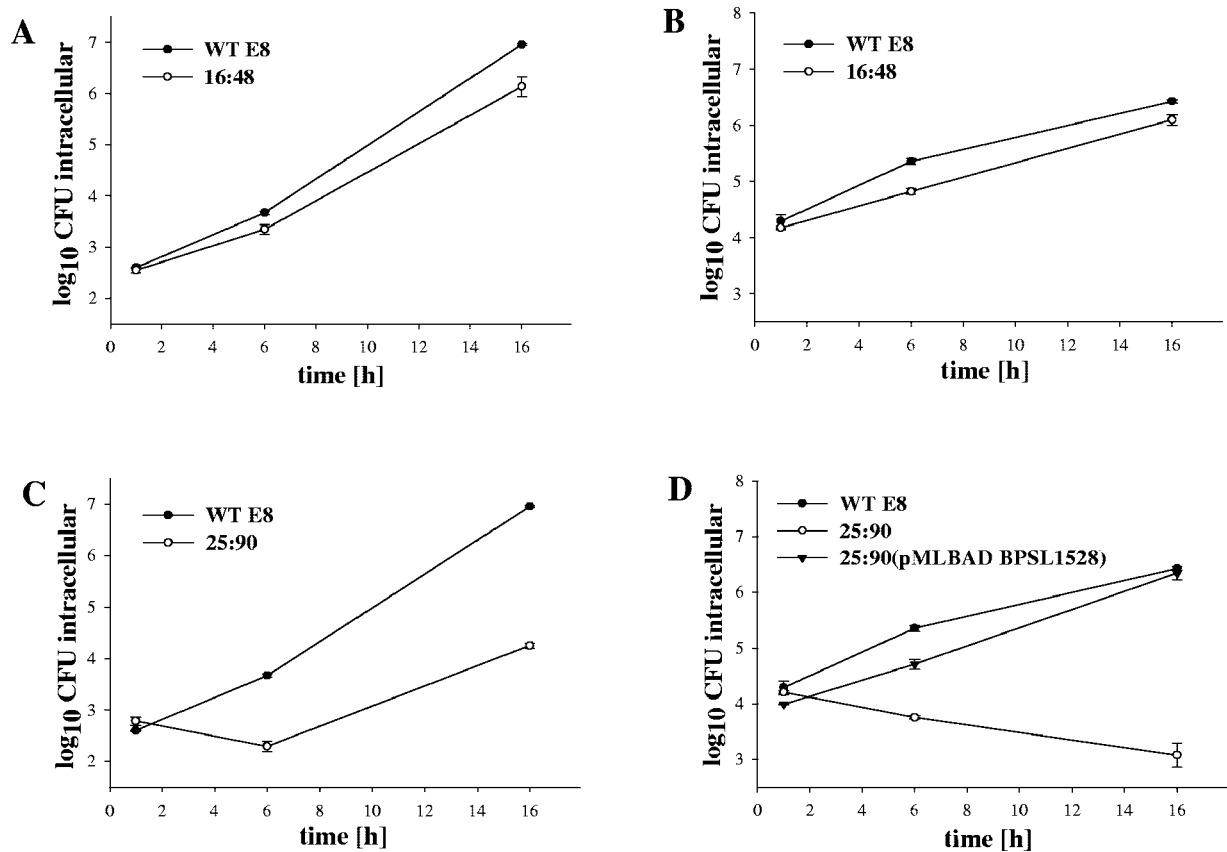 A
WT E8
16:48
log10 CFU intracellular
7
6
5
4
3
2
0 2 4 6 8 10 12 14 16
time [h]
B
WT E8
16:48
log10 CFU intracellular
8
7
6
5
4
3
0 2 4 6 8 10 12 14 16
time [h]
C
WT E8
25:90
log10 CFU intracellular
7
6
5
4
3
2
0 2 4 6 8 10 12 14 16
time [h]
D
WT E8
25:90
25:90(pMLBAD BPSL1528)
log10 CFU intracellular
8
7
6
5
4
3
0 2 4 6 8 10 12 14 16
time [h]